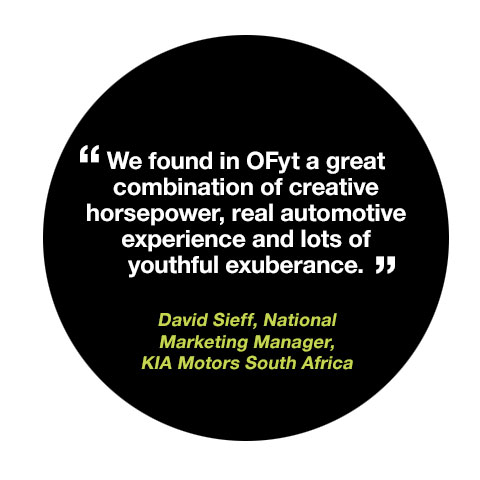 “ We found in OFyt a great
combination of creative
horsepower, real automotive
experience and lots of
youthful exuberance. ”
David Sieff, National
Marketing Manager,
KIA Motors South Africa